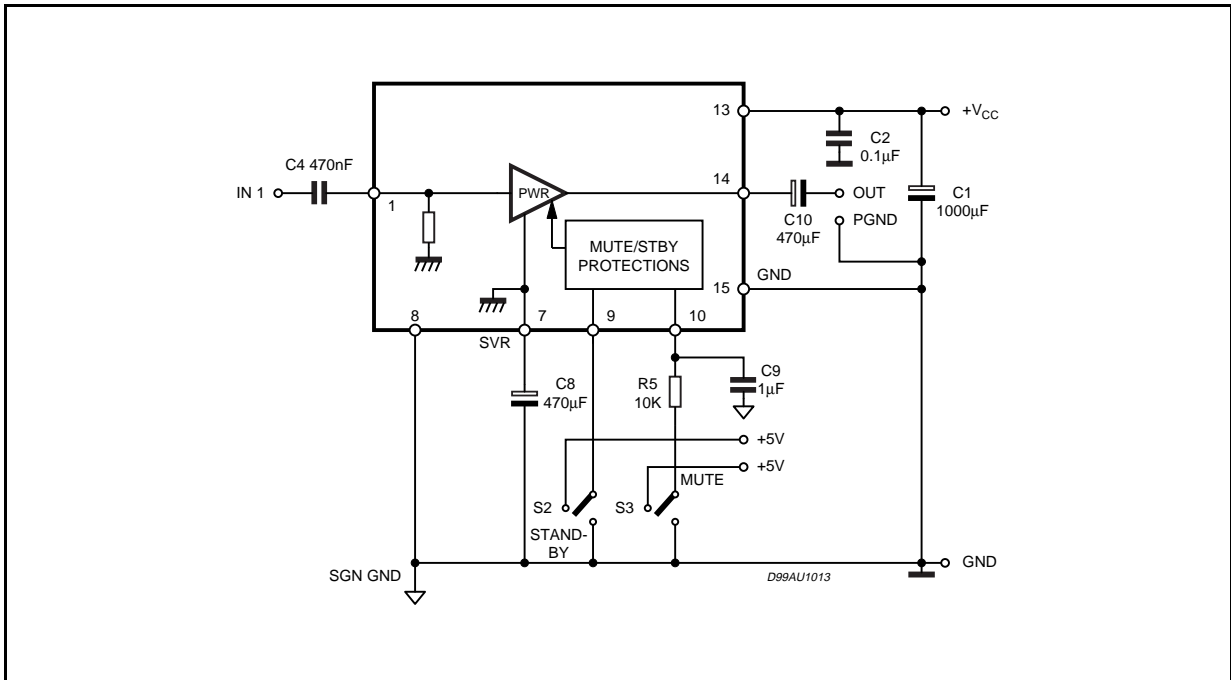 13
+VCC
C2
0.1µF
C4 470nF
IN 1
1
PWR
14
C10
470µF
OUT
PGND
C1
1000µF
MUTE/STBY
PROTECTIONS
15
GND
8
7
9
10
SVR
C8
470µF
R5
10K
C9
1µF
+5V
+5V
MUTE
S2
S3
STAND-
BY
SGN GND
D99AU1013
GND